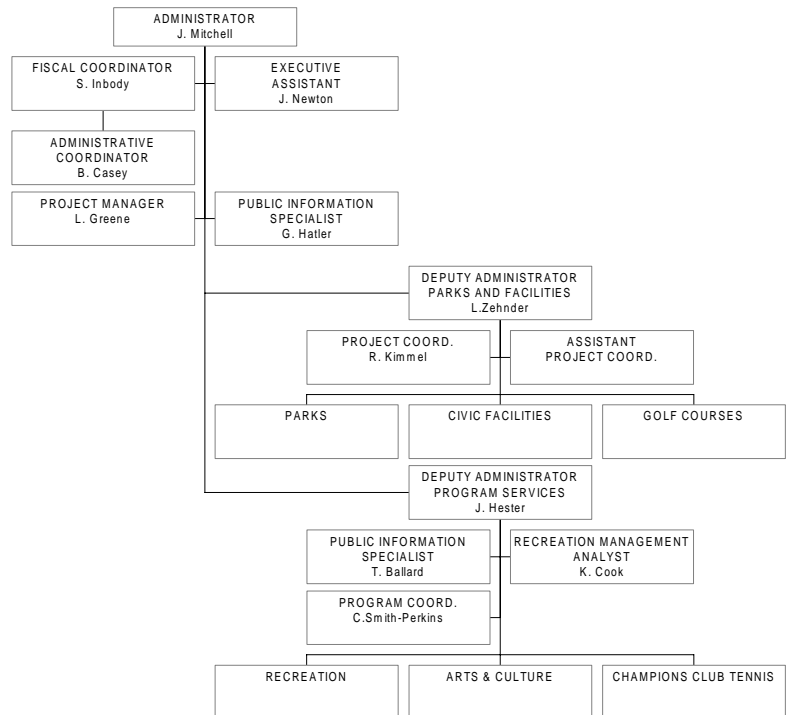 ADMINISTRATOR
J. Mitchell
FISCAL COORDINATOR
S. Inbody
EXECUTIVE
ASSISTANT
J. Newton
ADMINISTRATIVE
COORDINATOR
B. Casey
PROJECT MANAGER
L. Greene
PUBLIC INFORMATION
SPECIALIST
G. Hatler
DEPUTY ADMINISTRATOR
PARKS AND FACILITIES
L.Zehnder
PROJECT COORD.
R. Kimmel
ASSISTANT
PROJECT COORD.
PARKS
CIVIC FACILITIES
GOLF COURSES
DEPUTY ADMINISTRATOR
PROGRAM SERVICES
J. Hester
PUBLIC INFORMATION
SPECIALIST
T. Ballard
RECREATION MANAGEMENT
ANALYST
K. Cook
PROGRAM COORD.
C.Smith-Perkins
RECREATION
ARTS & CULTURE
CHAMPIONS CLUB TENNIS